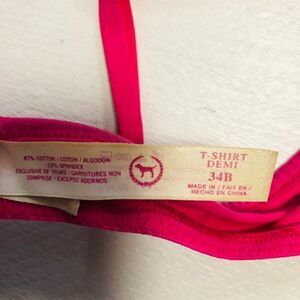 87% COTTON / COTON / ALGODÓN
13% SPANDEX
EXCLUSIVE OF TRIMS / GARNITURES NON
COMPRISE / EXCEPTO ADORNOS
T-SHIRT
DEMI
34B
MADE IN / FAIT EN /
HECHO EN CHINA